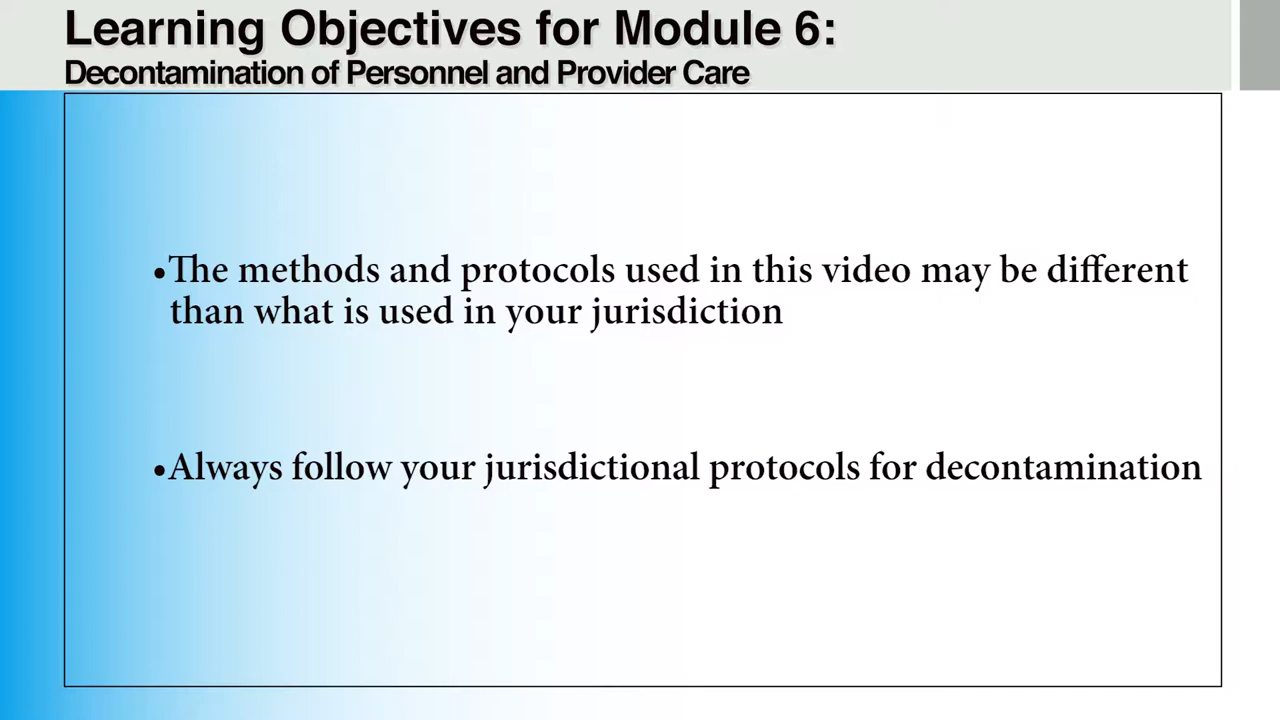 Learning Objectives for Module 6:
Decontamination of Personnel and Provider Care
•The methods and protocols used in this video may be different
than what is used in your jurisdiction
•Always follow your jurisdictional protocols for decontamination